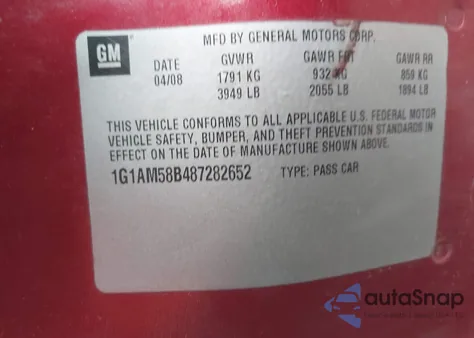 GM
MFD BY GENERAL MOTORS CORP.
DATE GVWR GAWR FRT GAWR RR
04/08 1791 KG 932 KG 859 KG
3949 LB 2055 LB 1894 LB
THIS VEHICLE CONFORMS TO ALL APPLICABLE U.S. FEDERAL MOTOR
VEHICLE SAFETY, BUMPER, AND THEFT PREVENTION STANDARDS IN
EFFECT ON THE DATE OF MANUFACTURE SHOWN ABOVE.
1G1AM58B487282652 TYPE: PASS CAR
autoSnap